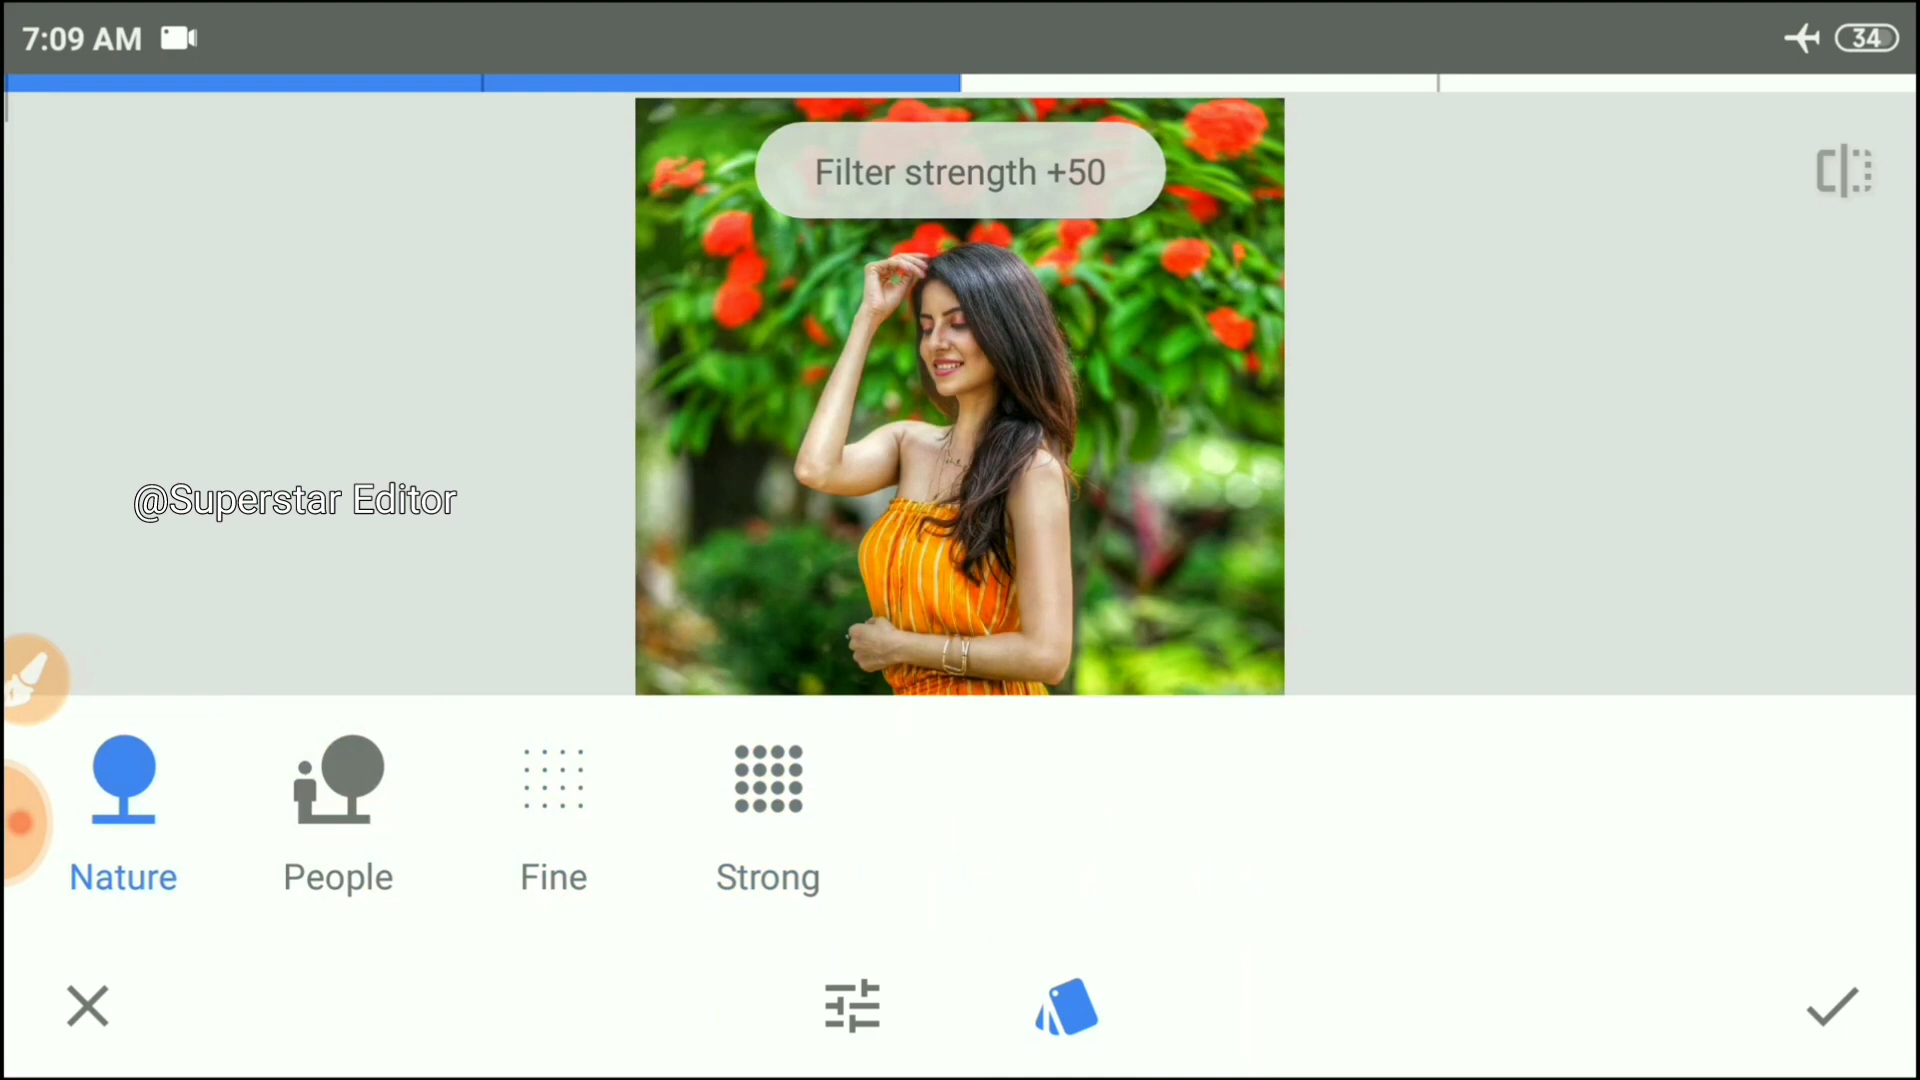 7:09 AM
34
Filter strength +50
@Superstar Editor
Nature
People
Fine
Strong